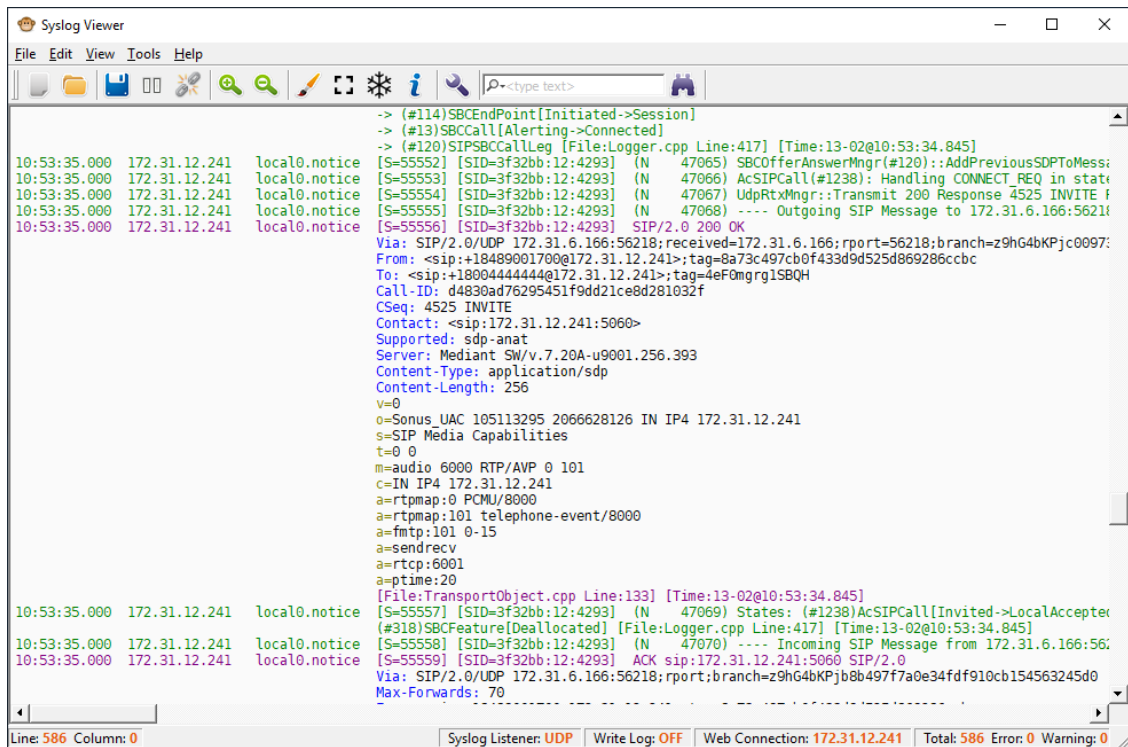 Syslog Viewer
File Edit View Tools Help
<type text>
-> (#114)SBCEndPoint[Initiated->Session]
-> (#13)SBCCall[Alerting->Connected]
-> (#120)SIPSBCCallLeg [File:Logger.cpp Line:417] [Time:13-02@10:53:34.845]
10:53:35.000 172.31.12.241 local0.notice [S=55552] [SID=3f32bb:12:4293] (N 47065) SBCOfferAnswerMngr(#120)::AddPreviousSDPToMessa
10:53:35.000 172.31.12.241 local0.notice [S=55553] [SID=3f32bb:12:4293] (N 47066) AcSIPCall(#1238): Handling CONNECT_REQ in state
10:53:35.000 172.31.12.241 local0.notice [S=55554] [SID=3f32bb:12:4293] (N 47067) UdpRtxMngr::Transmit 200 Response 4525 INVITE
10:53:35.000 172.31.12.241 local0.notice [S=55555] [SID=3f32bb:12:4293] (N 47068) ---- Outgoing SIP Message to 172.31.6.166:56218
10:53:35.000 172.31.12.241 local0.notice [S=55556] [SID=3f32bb:12:4293] SIP/2.0 200 OK
Via: SIP/2.0/UDP 172.31.6.166:56218;received=172.31.6.166;rport=56218;branch=z9hG4bKPjc0097
From: <sip:+18489001700@172.31.12.241>;tag=8a73c497cb0f433d9d525d869286ccbc
To: <sip:+18004444444@172.31.12.241>;tag=4eF0mgrg1SBQH
Call-ID: d4830ad76295451f9dd21ce8d281032f
CSeq: 4525 INVITE
Contact: <sip:172.31.12.241:5060>
Supported: sdp-anat
Server: Mediant SW/v.7.20A-u9001.256.393
Content-Type: application/sdp
Content-Length: 256
v=0
o=Sonus_UAC 105113295 2066628126 IN IP4 172.31.12.241
s=SIP Media Capabilities
t=0 0
m=audio 6000 RTP/AVP 0 101
c=IN IP4 172.31.12.241
a=rtpmap:0 PCMU/8000
a=rtpmap:101 telephone-event/8000
a=fmtp:101 0-15
a=sendrecv
a=rtcp:6001
a=ptime:20
[File:TransportObject.cpp Line:133] [Time:13-02@10:53:34.845]
10:53:35.000 172.31.12.241 local0.notice [S=55557] [SID=3f32bb:12:4293] (N 47069) States: (#1238)AcSIPCall[Invited->LocalAccepted
(#318)SBCFeature[Deallocated] [File:Logger.cpp Line:417] [Time:13-02@10:53:34.845]
10:53:35.000 172.31.12.241 local0.notice [S=55558] [SID=3f32bb:12:4293] (N 47070) ---- Incoming SIP Message from 172.31.6.166:562
10:53:35.000 172.31.12.241 local0.notice [S=55559] [SID=3f32bb:12:4293] ACK sip:172.31.12.241:5060 SIP/2.0
Via: SIP/2.0/UDP 172.31.6.166:56218;rport;branch=z9hG4bKPjb8b497f7a0e34fdf910cb154563245d0
Max-Forwards: 70
Line: 586 Column: 0 Syslog Listener: UDP Write Log: OFF Web Connection: 172.31.12.241 Total: 586 Error: 0 Warning: 0